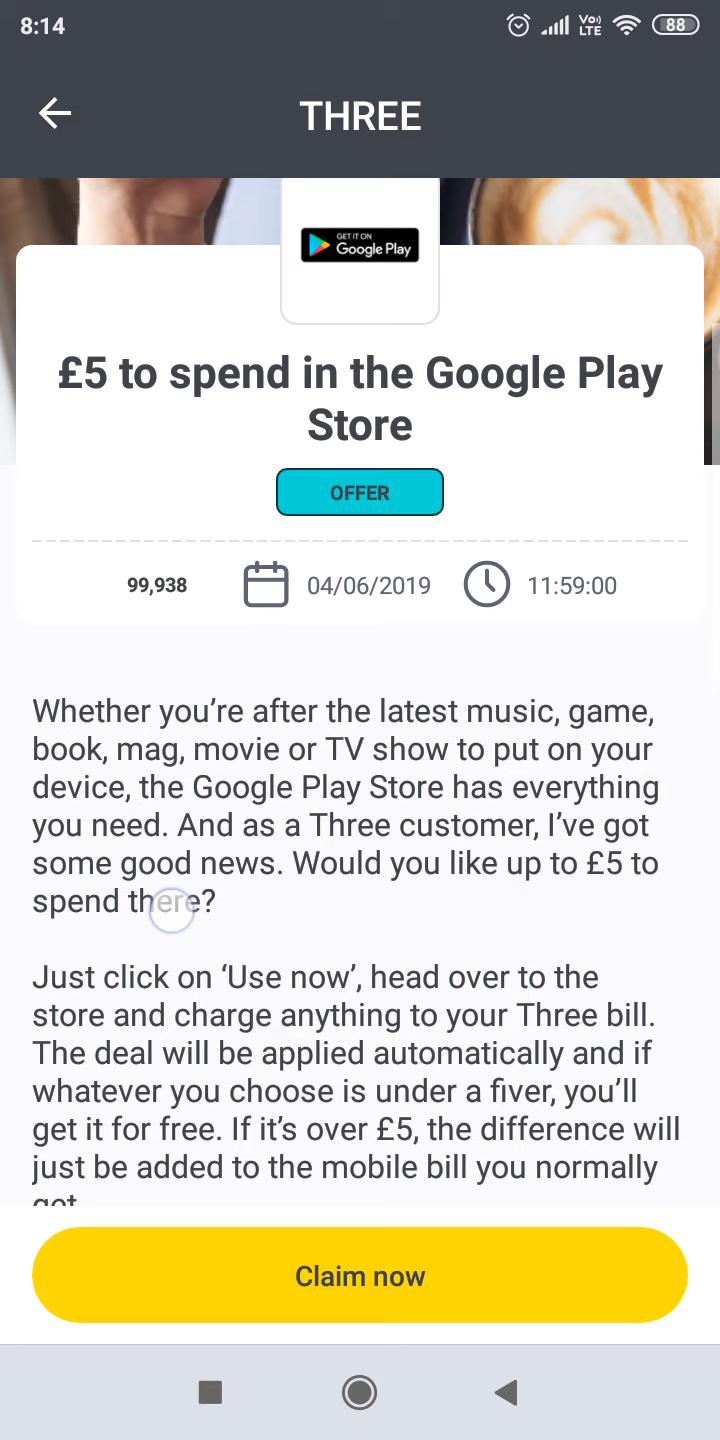 8:14
Vo)) LTE
88
THREE
GET IT ON
Google Play
£5 to spend in the Google Play
Store
OFFER
99,938
04/06/2019
11:59:00
Whether you’re after the latest music, game,
book, mag, movie or TV show to put on your
device, the Google Play Store has everything
you need. And as a Three customer, I’ve got
some good news. Would you like up to £5 to
spend there?
Just click on ‘Use now’, head over to the
store and charge anything to your Three bill.
The deal will be applied automatically and if
whatever you choose is under a fiver, you’ll
get it for free. If it’s over £5, the difference will
just be added to the mobile bill you normally
get
Claim now